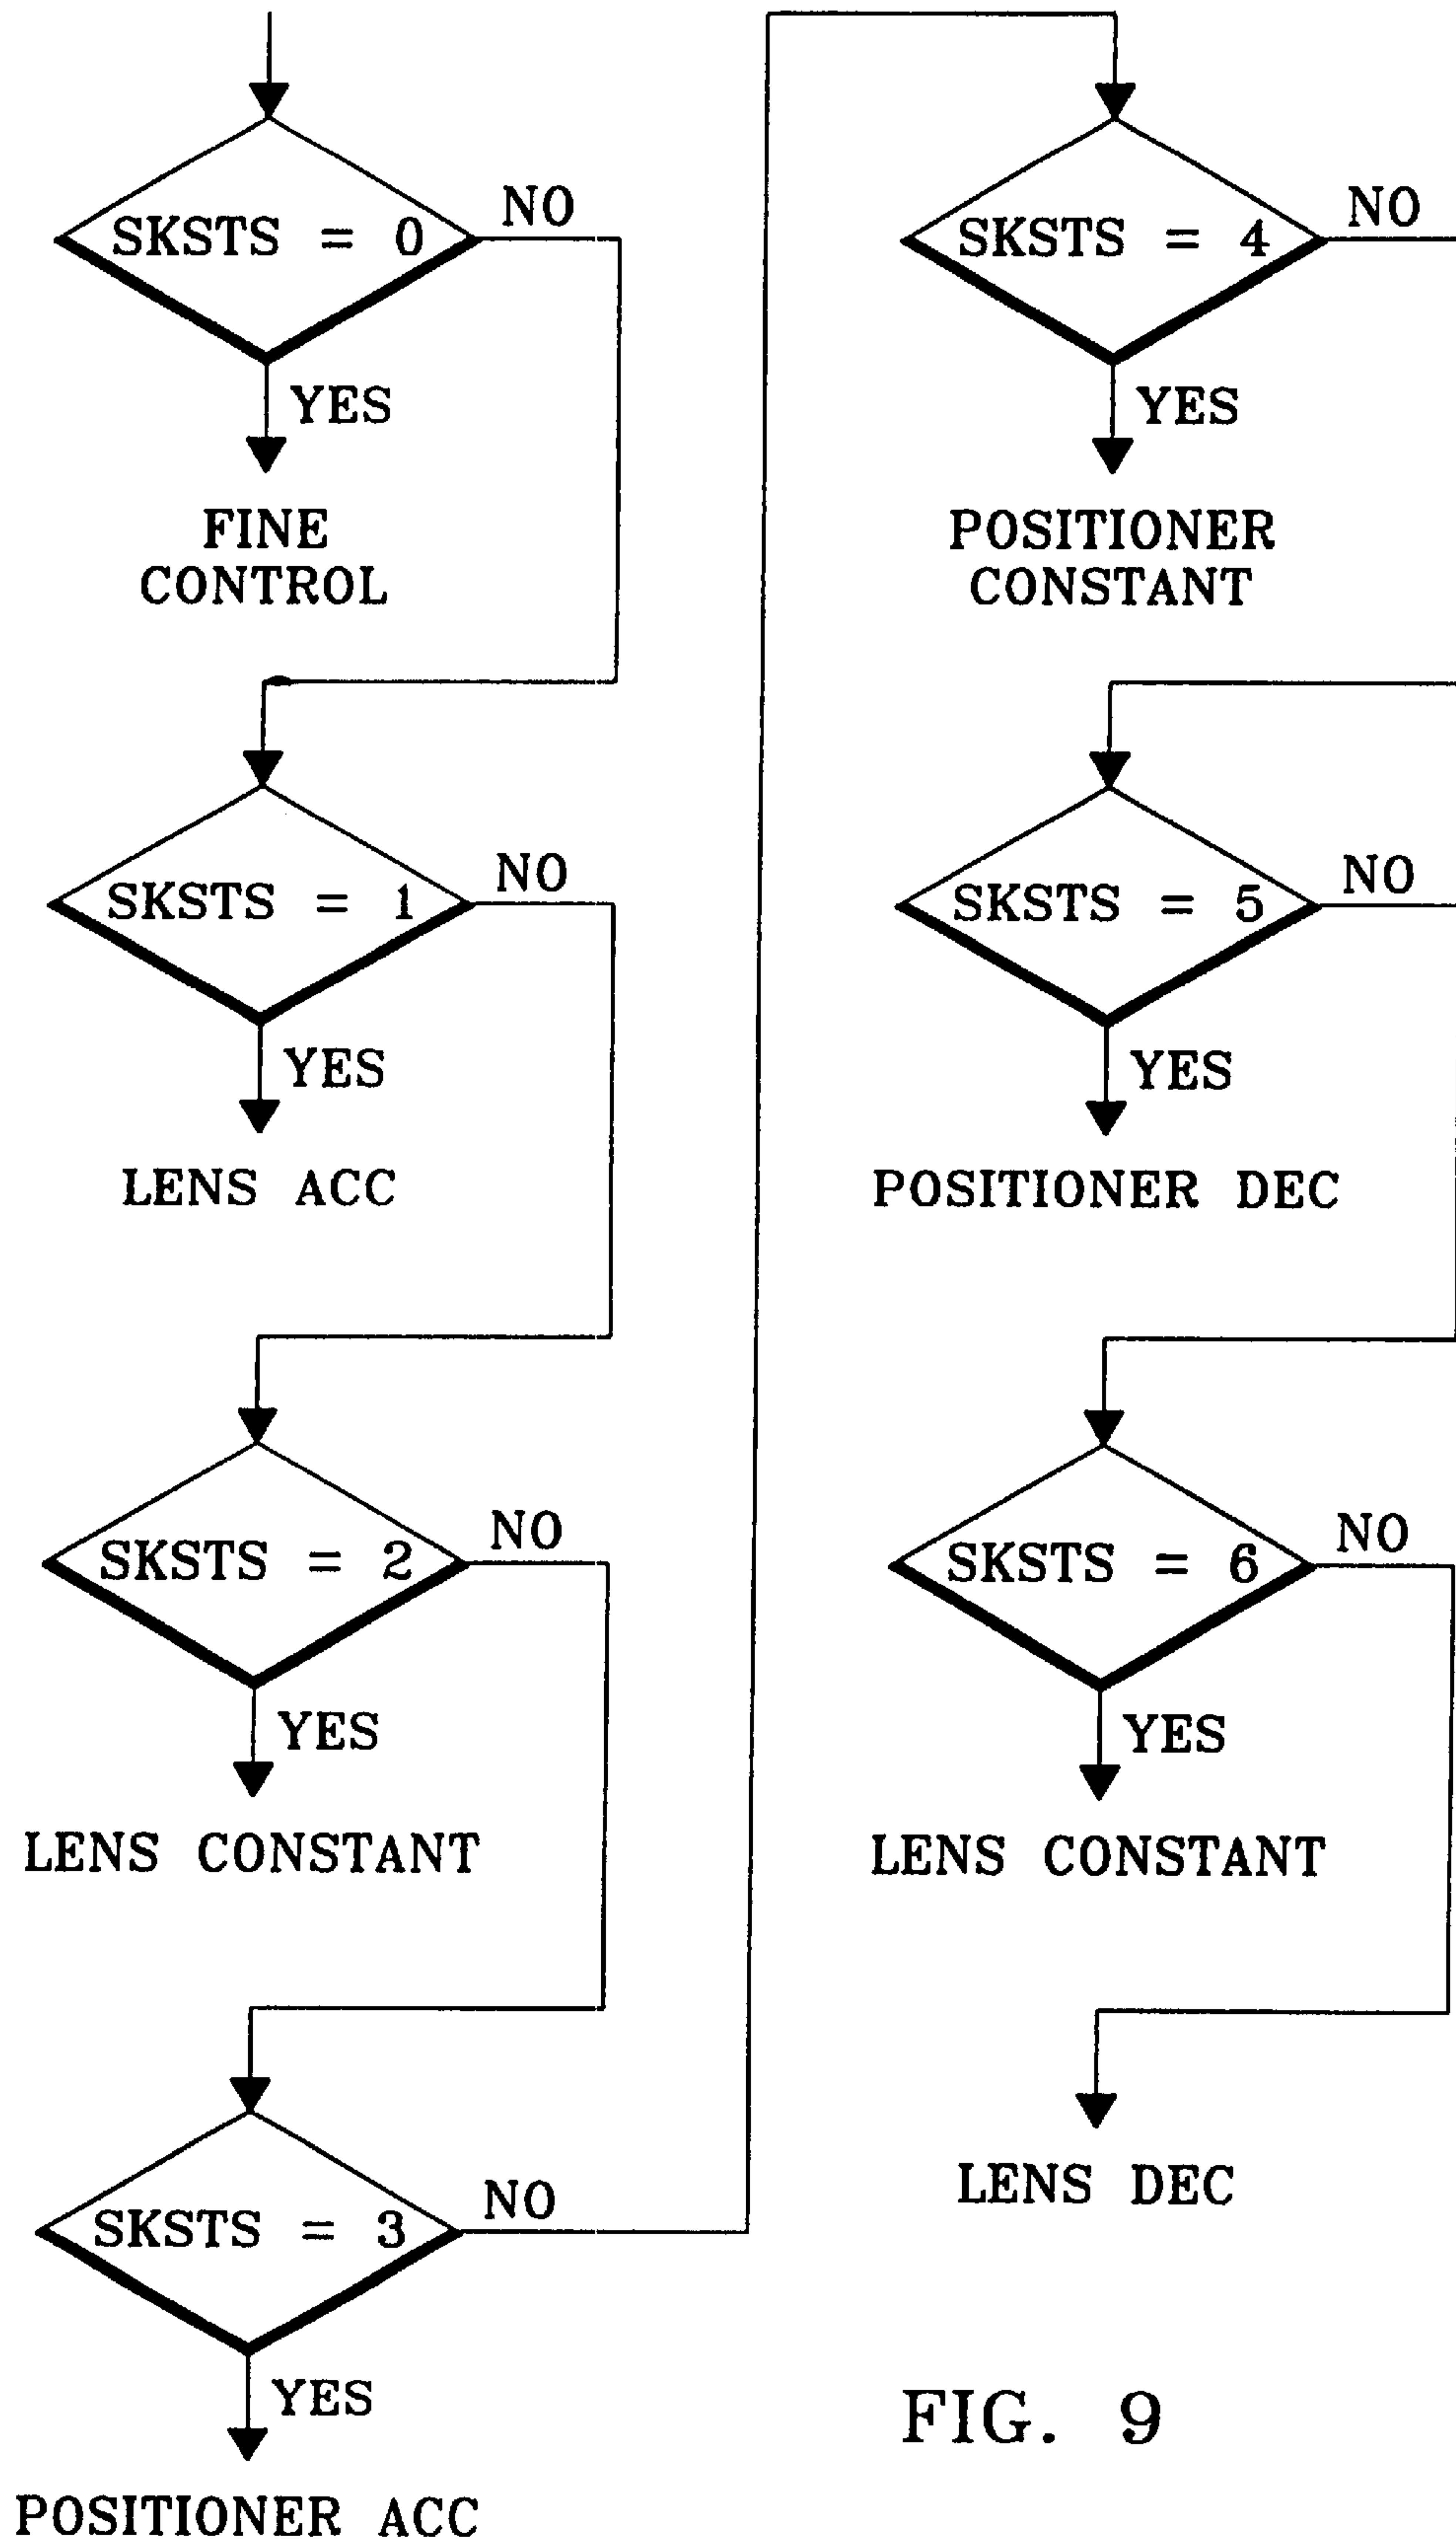 SKSTS = 0
NO
YES
FINE
CONTROL
SKSTS = 1
NO
YES
LENS ACC
SKSTS = 2
NO
YES
LENS CONSTANT
SKSTS = 3
NO
YES
POSITIONER ACC
SKSTS = 4
NO
YES
POSITIONER
CONSTANT
SKSTS = 5
NO
YES
POSITIONER DEC
SKSTS = 6
NO
YES
LENS CONSTANT
LENS DEC
FIG. 9